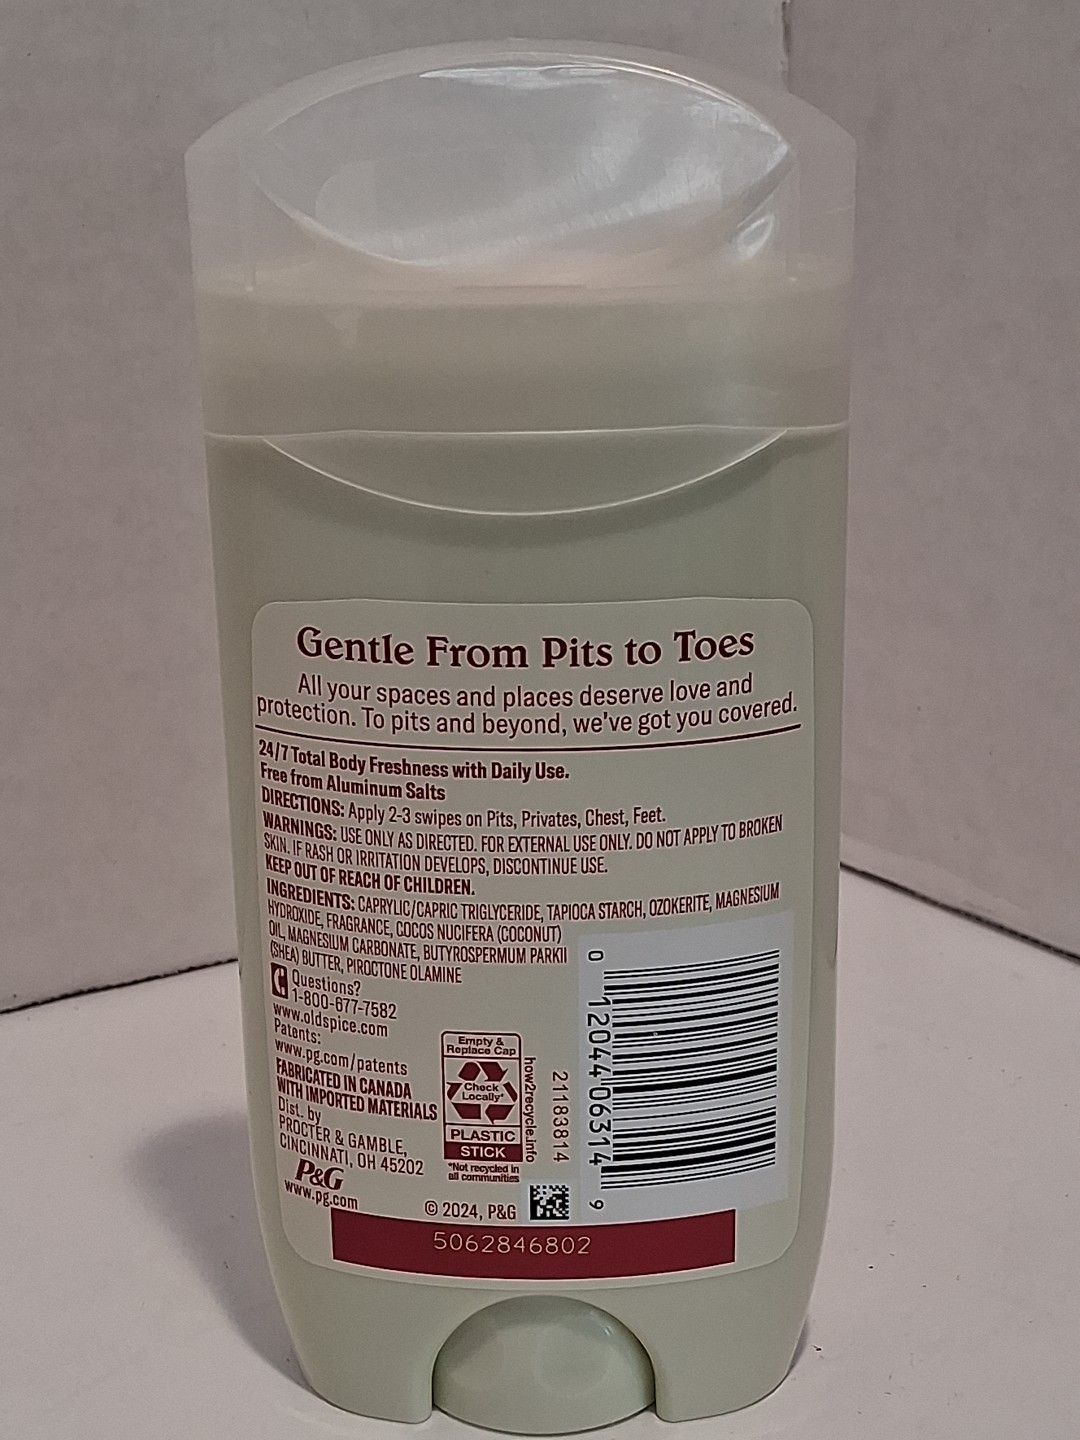 Gentle From Pits to Toes
All your spaces and places deserve love and
protection. To pits and beyond, we've got you covered.
24/7 Total Body Freshness with Daily Use.
Free from Aluminum Salts
DIRECTIONS: Apply 2-3 swipes on Pits, Privates, Chest, Feet.
WARNINGS: USE ONLY AS DIRECTED. FOR EXTERNAL USE ONLY. DO NOT APPLY TO BROKEN
SKIN. IF RASH OR IRRITATION DEVELOPS, DISCONTINUE USE.
KEEP OUT OF REACH OF CHILDREN.
INGREDIENTS: CAPRYLIC/CAPRIC TRIGLYCERIDE, TAPIOCA STARCH, OZOKERITE, MAGNESIUM
HYDROXIDE, FRAGRANCE, COCOS NUCIFERA (COCONUT)
OIL, MAGNESIUM CARBONATE, BUTYROSPERMUM PARKII
(SHEA) BUTTER, PIROCTONE OLAMINE
Questions?
1-800-677-7582
www.oldspice.com
Patents:
www.pg.com/patents
FABRICATED IN CANADA
WITH IMPORTED MATERIALS
Dist. by
PROCTER & GAMBLE,
CINCINNATI, OH 45202
P&G
www.pg.com
Empty &
Replace Cap
Check
Locally*
PLASTIC
STICK
*Not recycled in
all communities
how2recycle.info
21183814
© 2024, P&G
0 12044 06314 9
5062846802